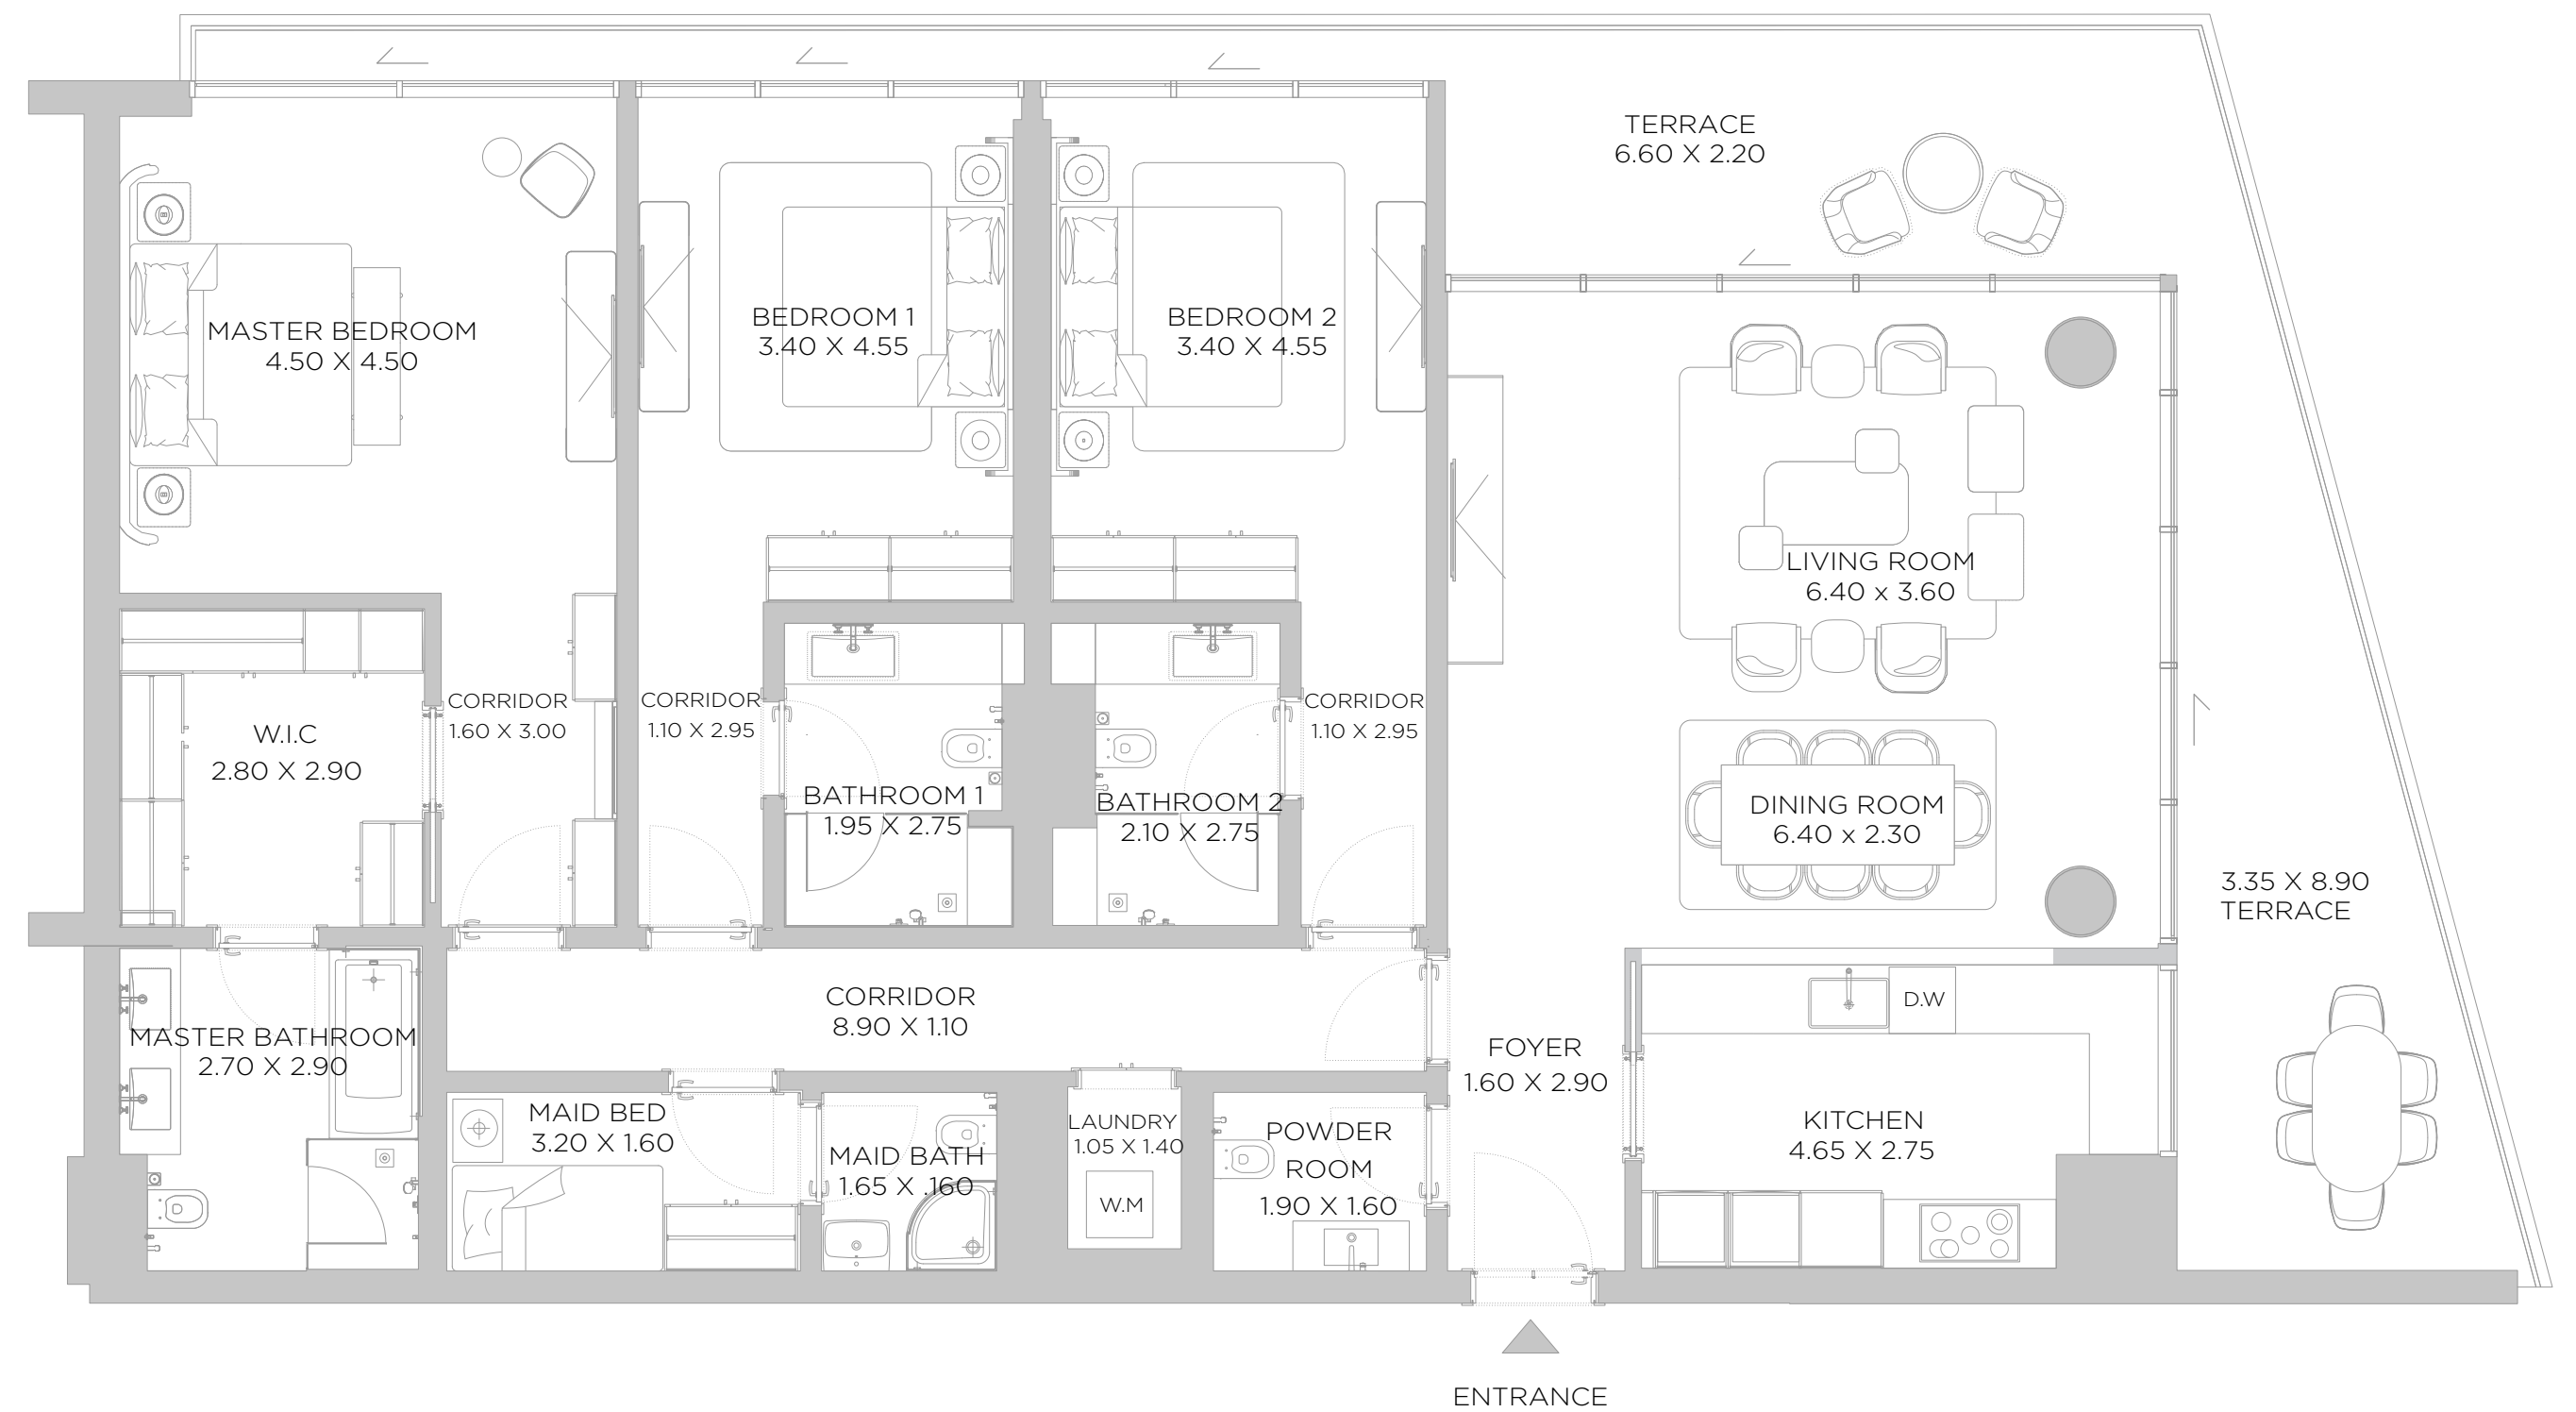 TERRACE
6.60 X 2.20
MASTER BEDROOM
4.50 X 4.50
BEDROOM 1
3.40 X 4.55
BEDROOM 2
3.40 X 4.55
LIVING ROOM
6.40 x 3.60
CORRIDOR
1.60 X 3.00
CORRIDOR
1.10 X 2.95
CORRIDOR
1.10 X 2.95
W.I.C
2.80 X 2.90
BATHROOM 1
1.95 X 2.75
BATHROOM 2
2.10 X 2.75
DINING ROOM
6.40 x 2.30
3.35 X 8.90
TERRACE
CORRIDOR
8.90 X 1.10
D.W
MASTER BATHROOM
2.70 X 2.90
FOYER
1.60 X 2.90
MAID BED
3.20 X 1.60
MAID BATH
1.65 X .160
LAUNDRY
1.05 X 1.40
W.M
POWDER
ROOM
1.90 X 1.60
KITCHEN
4.65 X 2.75
ENTRANCE